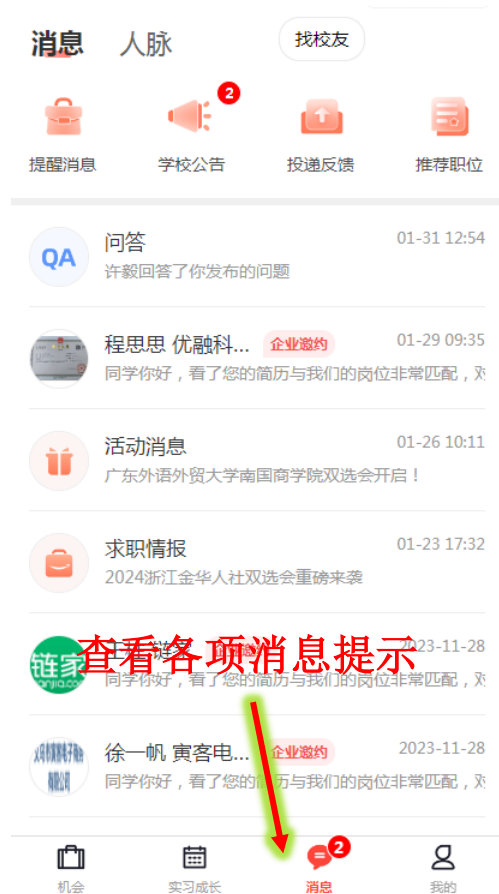 消息 人脉 找校友
2
提醒消息 学校公告 投递反馈 推荐职位
QA 问答 01-31 12:54
许毅回答了你发布的问题
程思思 优融科... 企业邀约 01-29 09:35
同学你好，看了您的简历与我们的岗位非常匹配，对
活动消息 01-26 10:11
广东外语外贸大学南国商学院双选会开启！
求职情报 01-23 17:32
2024浙江金华人社双选会重磅来袭
链家 2023-11-28
查看各项消息提示
同学你好，看了您的简历与我们的岗位非常匹配，对
徐一帆 寅客电... 企业邀约 2023-11-28
同学你好，看了您的简历与我们的岗位非常匹配，对
2
机会 实习成长 消息 我的